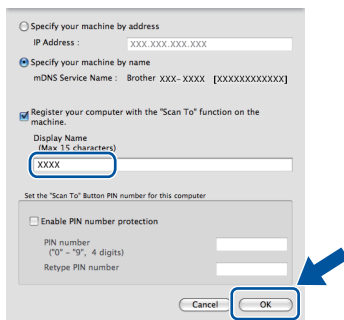 Specify your machine by address
IP Address : XXX.XXX.XXX.XXX
Specify your machine by name
mDNS Service Name : Brother XXX-XXXX [XXXXXXXXXXXX]
Register your computer with the "Scan To" function on the
machine.
Display Name
(Max 15 characters)
XXXX
Set the "Scan To" Button PIN number for this computer
Enable PIN number protection
PIN number
("0" – "9", 4 digits)
Retype PIN number
Cancel OK